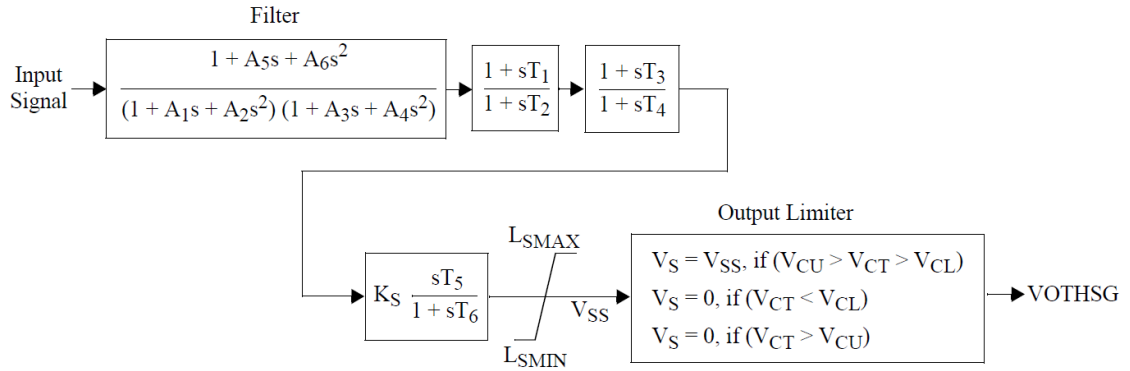 Filter
Input
Signal
1 + A5s + A6s²
(1 + A1s + A2s²) (1 + A3s + A4s²)
1 + sT1
1 + sT2
1 + sT3
1 + sT4
Output Limiter
LSMAX
KS
sT5
1 + sT6
VSS
LSMIN
VS = VSS, if (VCU > VCT > VCL)
VS = 0, if (VCT < VCL)
VS = 0, if (VCT > VCU)
VOTHSG